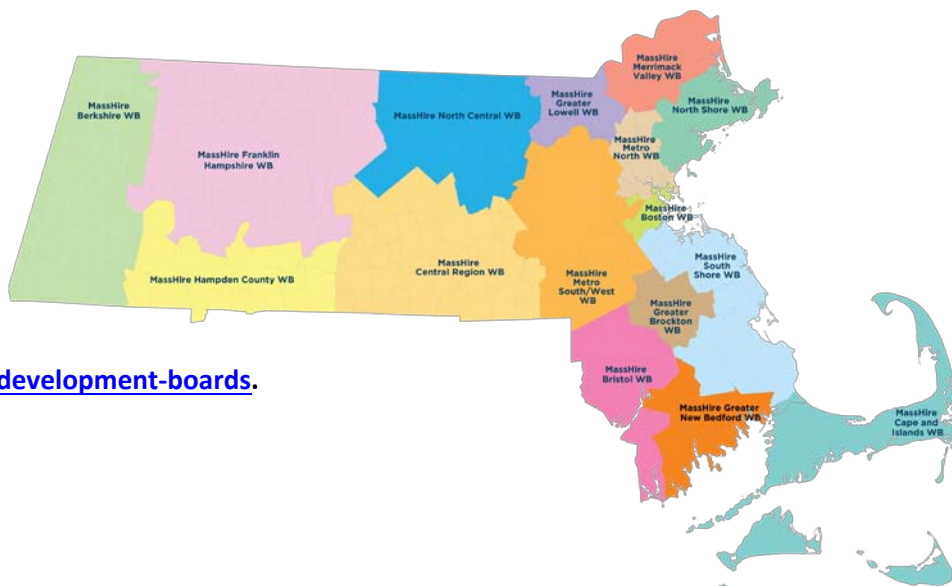 MassHire
Merrimack
Valley WB
MassHire
Berkshire WB
MassHire
Greater
Lowell WB
MassHire
North Shore WB
MassHire North Central WB
MassHire Franklin
Hampshire WB
MassHire
Metro
North WB
MassHire
Boston WB
MassHire
South
Shore WB
MassHire Hampden County WB
MassHire
Central Region WB
MassHire
Metro
South/West
WB
MassHire
Greater
Brockton
WB
MassHire
Bristol WB
development-boards.
MassHire Greater
New Bedford WB
MassHire
Cape and
Islands WB